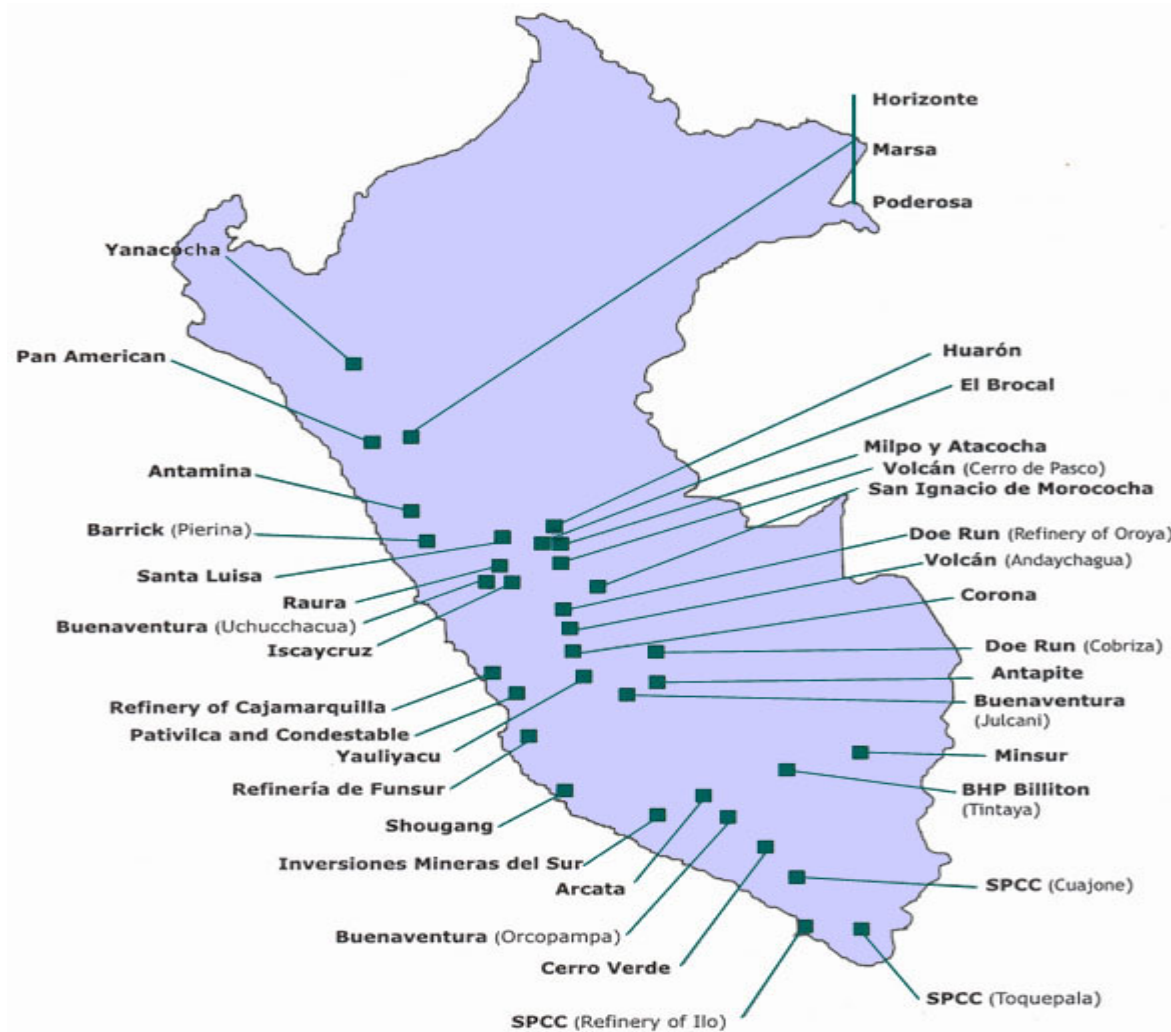 Horizonte
Marsa
Poderosa
Yanacocha
Pan American
Huarón
El Brocal
Milpo y Atacocha
Volcán (Cerro de Pasco)
San Ignacio de Morococha
Antamina
Barrick (Pierina)
Doe Run (Refinery of Oroya)
Volcán (Andaychagua)
Santa Luisa
Corona
Raura
Buenaventura (Uchucchacua)
Iscaycruz
Doe Run (Cobriza)
Antapite
Buenaventura
(Julcani)
Refinery of Cajamarquilla
Pativilca and Condestable
Yauliyacu
Minsur
Refinería de Funsur
BHP Billiton
(Tintaya)
Shougang
Inversiones Mineras del Sur
Arcata
SPCC (Cuajone)
Buenaventura (Orcopampa)
Cerro Verde
SPCC (Toquepala)
SPCC (Refinery of Ilo)